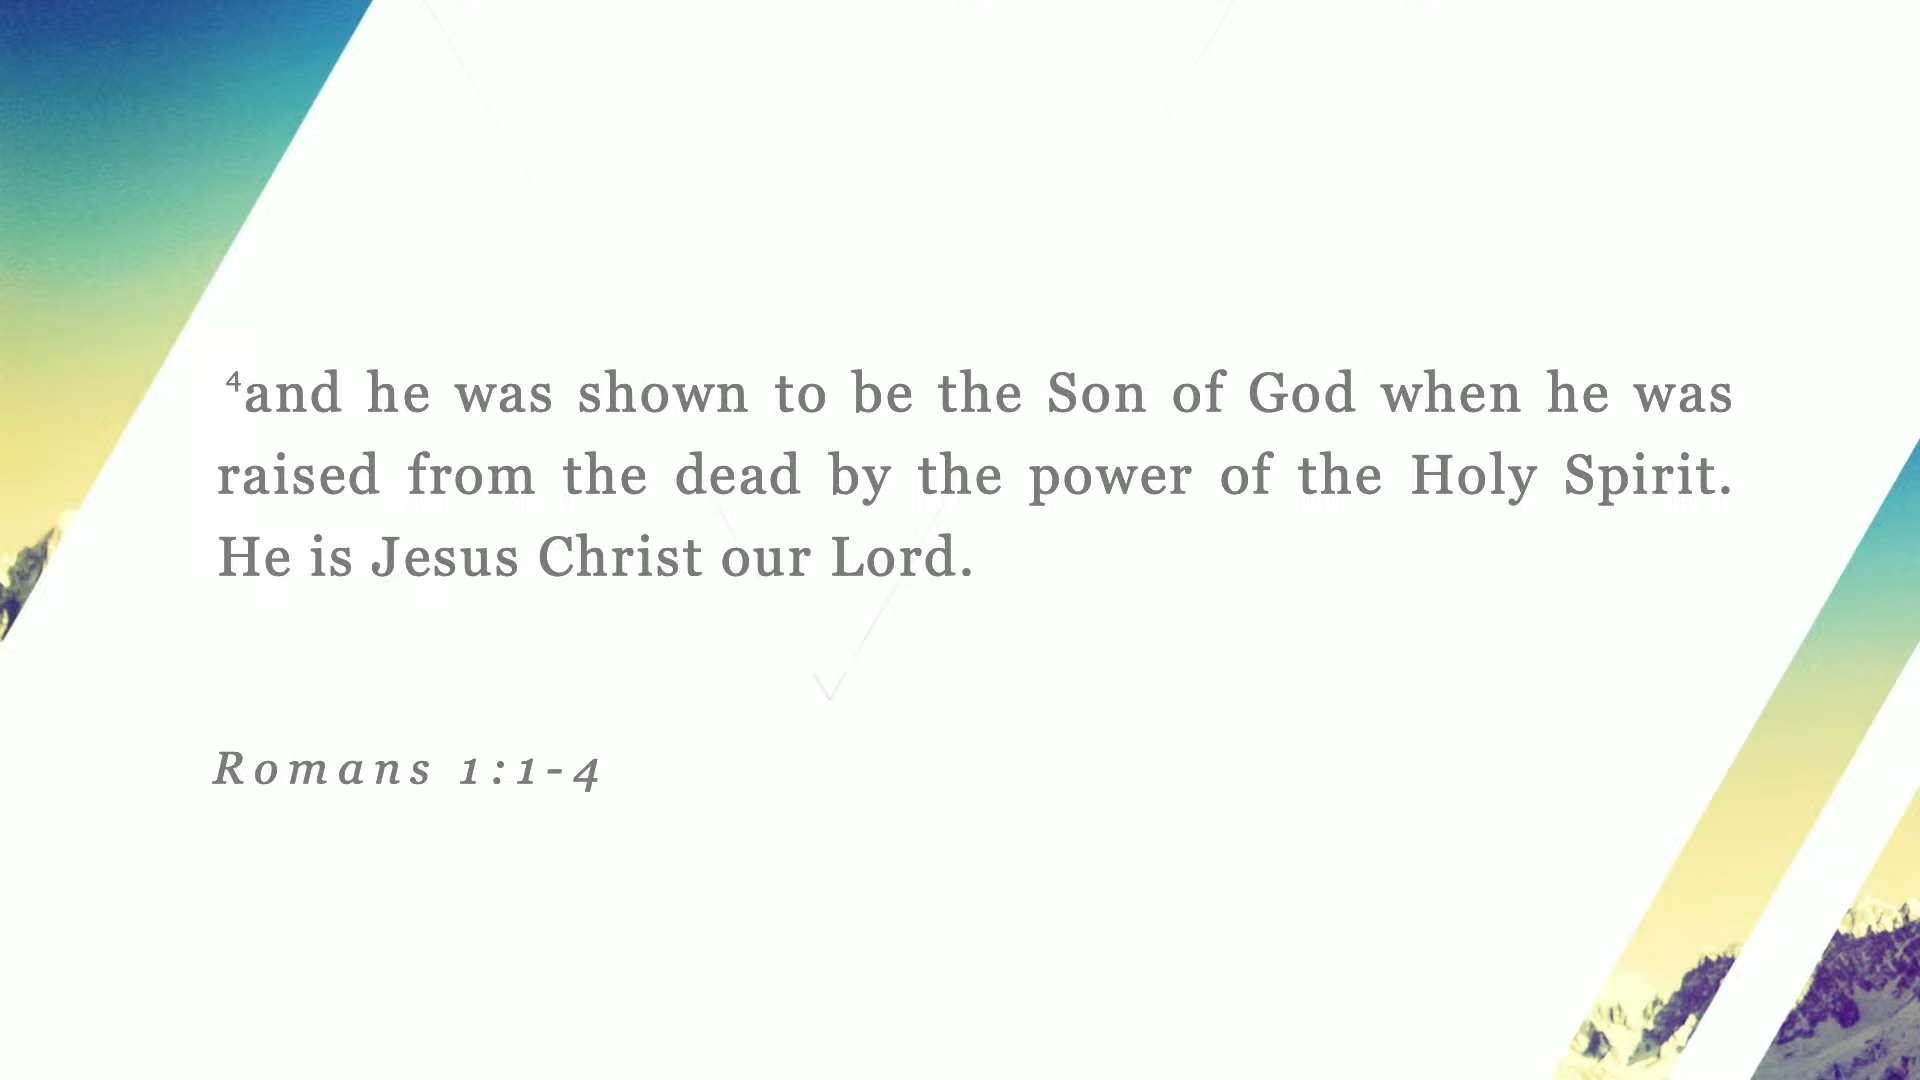 ⁴and he was shown to be the Son of God when he was
raised from the dead by the power of the Holy Spirit.
He is Jesus Christ our Lord.
Romans 1:1-4